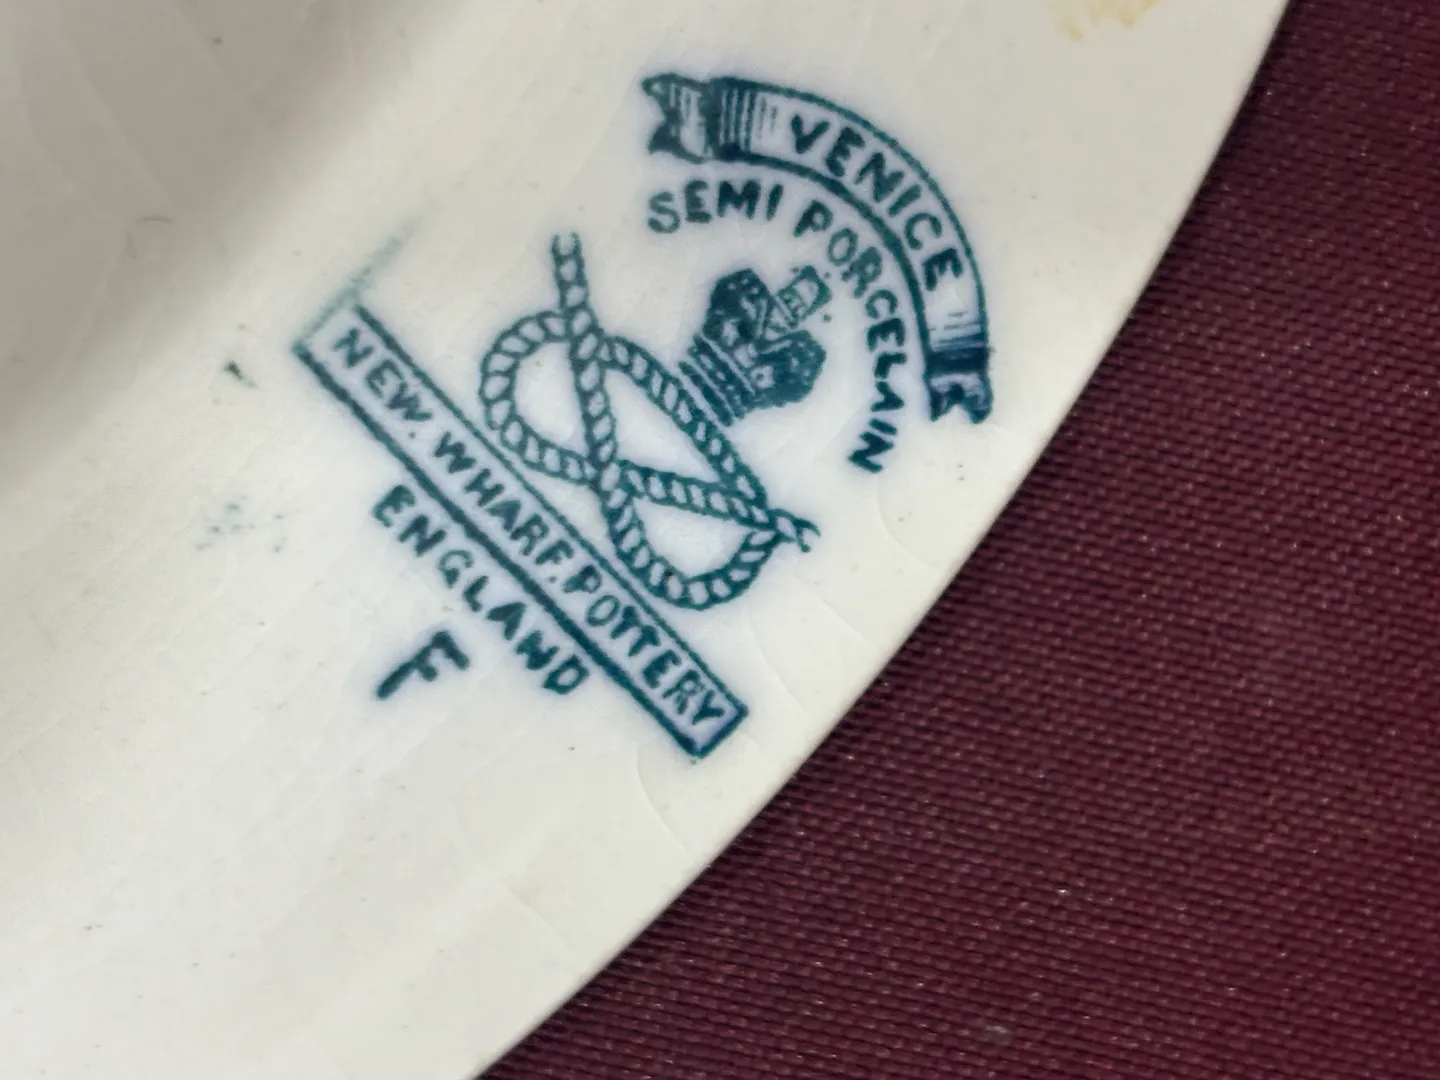 VENICE
SEMI PORCELAIN
NEW. WHARF. POTTERY
ENGLAND
F